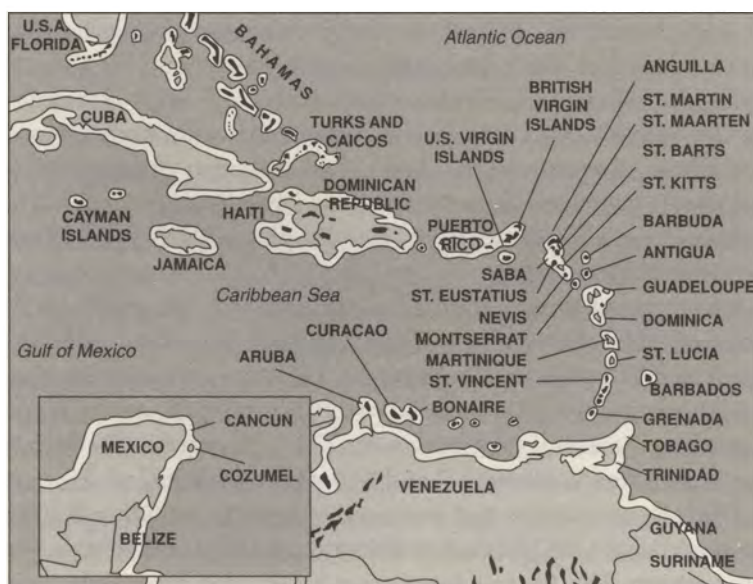 U.S.A.
FLORIDA
BAHAMAS
Atlantic Ocean
CUBA
TURKS AND
CAICOS
CAYMAN
ISLANDS
JAMAICA
HAITI
DOMINICAN
REPUBLIC
PUERTO
RICO
U.S. VIRGIN
ISLANDS
BRITISH
VIRGIN
ISLANDS
ANGUILLA
ST. MARTIN
ST. MAARTEN
ST. BARTS
ST. KITTS
BARBUDA
ANTIGUA
GUADELOUPE
DOMINICA
ST. LUCIA
BARBADOS
GRENADA
TOBAGO
TRINIDAD
GUYANA
SURINAME
SABA
ST. EUSTATIUS
NEVIS
MONTSERRAT
MARTINIQUE
ST. VINCENT
Caribbean Sea
CURACAO
ARUBA
BONAIRE
VENEZUELA
Gulf of Mexico
CANCUN
MEXICO
COZUMEL
BELIZE